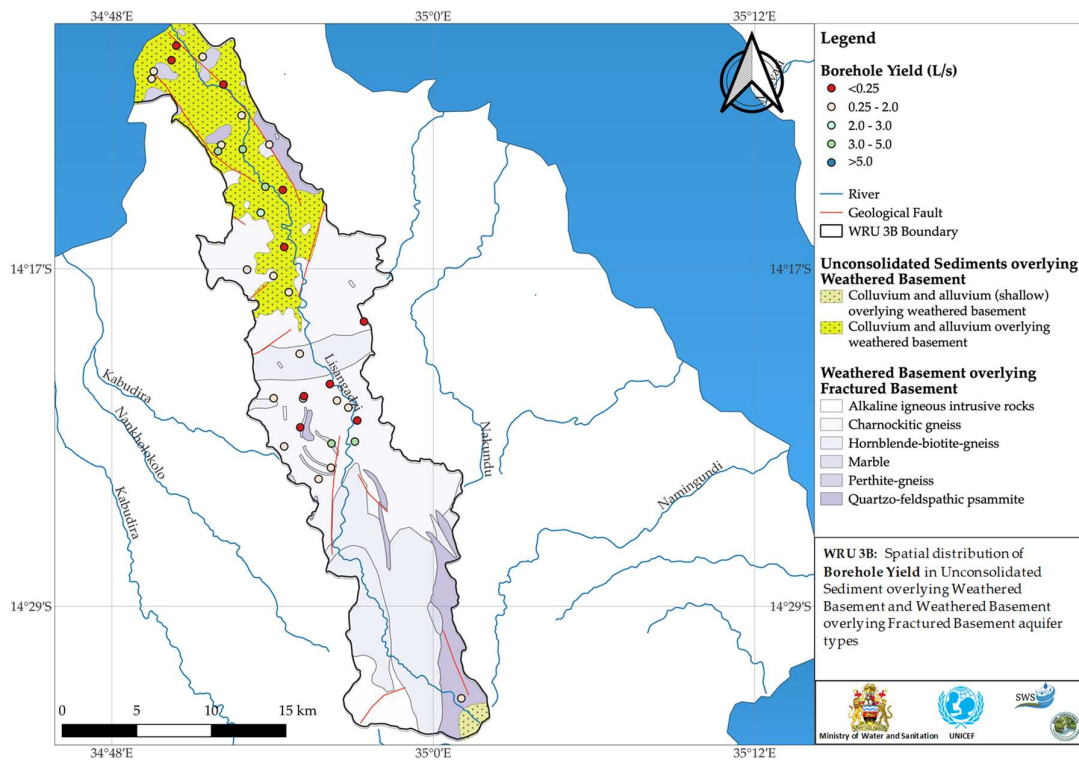 34°48'E
35°0'E
35°12'E
14°17'S
14°17'S
14°29'S
14°29'S
34°48'E
35°0'E
35°12'E
Lisangadzi
Kabudira
Nankholokolo
Kabudira
Nakundu
Namingundi
0 5 10 15 km
Legend
Borehole Yield (L/s)
<0.25
0.25 - 2.0
2.0 - 3.0
3.0 - 5.0
>5.0
River
Geological Fault
WRU 3B Boundary
Unconsolidated Sediments overlying
Weathered Basement
Colluvium and alluvium (shallow)
overlying weathered basement
Colluvium and alluvium overlying
weathered basement
Weathered Basement overlying
Fractured Basement
Alkaline igneous intrusive rocks
Charnockitic gneiss
Hornblende-biotite-gneiss
Marble
Perthite-gneiss
Quartzo-feldspathic psammite
WRU 3B: Spatial distribution of
Borehole Yield in Unconsolidated
Sediment overlying Weathered
Basement and Weathered Basement
overlying Fractured Basement aquifer
types
Ministry of Water and Sanitation
UNICEF
SWS